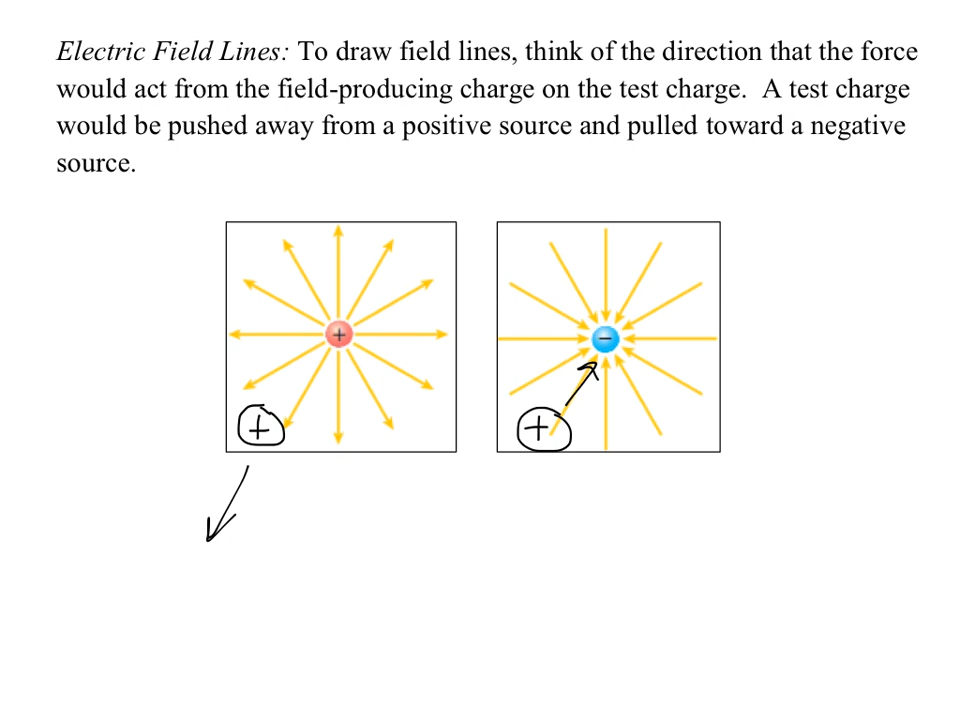 Electric Field Lines: To draw field lines, think of the direction that the force
would act from the field-producing charge on the test charge.  A test charge
would be pushed away from a positive source and pulled toward a negative
source.
+ −
+ +